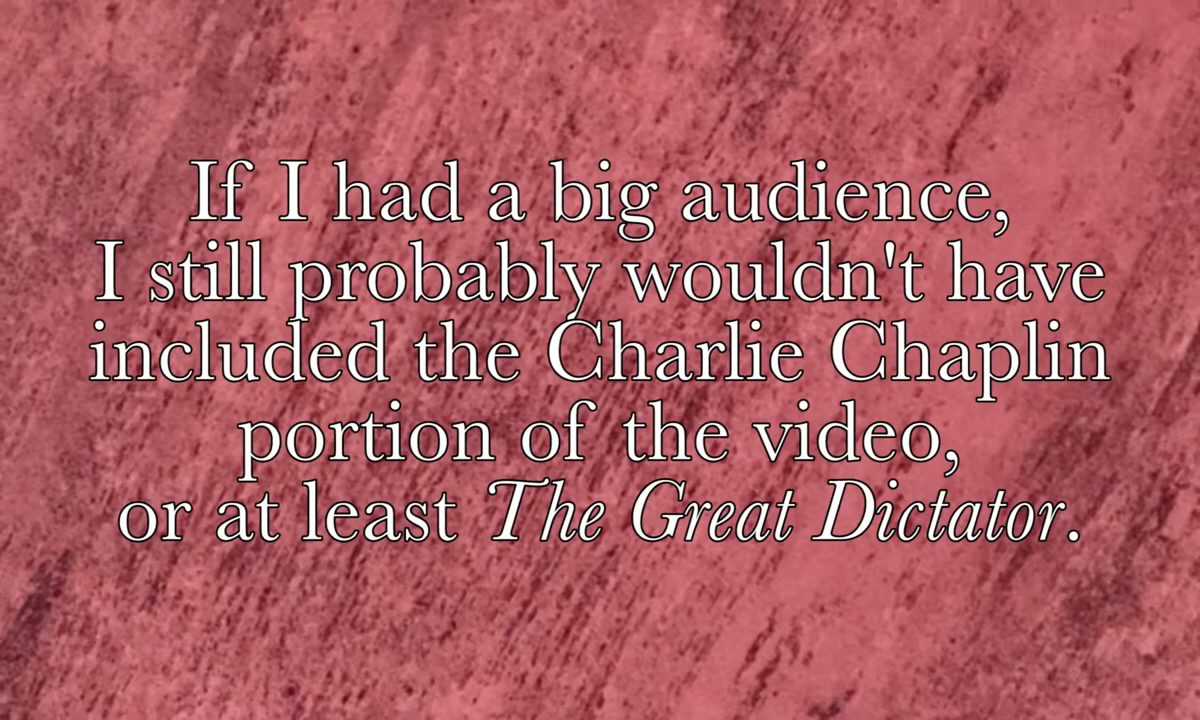 If I had a big audience,
I still probably wouldn't have
included the Charlie Chaplin
portion of the video,
or at least The Great Dictator.